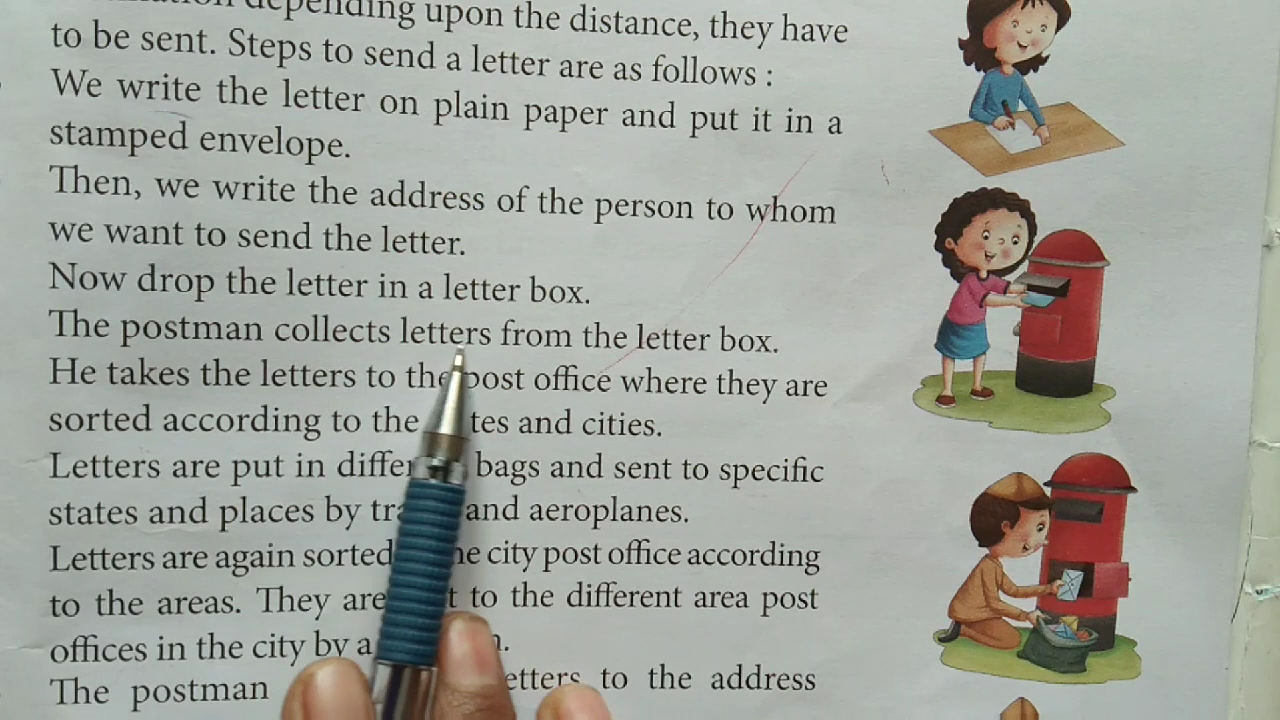 depending upon the distance, they have
to be sent. Steps to send a letter are as follows :
We write the letter on plain paper and put it in a
stamped envelope.
Then, we write the address of the person to whom
we want to send the letter.
Now drop the letter in a letter box.
The postman collects letters from the letter box.
He takes the letters to the post office where they are
sorted according to the and cities.
Letters are put in bags and sent to specific
states and places by and aeroplanes.
Letters are again sorted city post office according
to the areas. They are to the different area post
offices in the city by a
The postman to the address